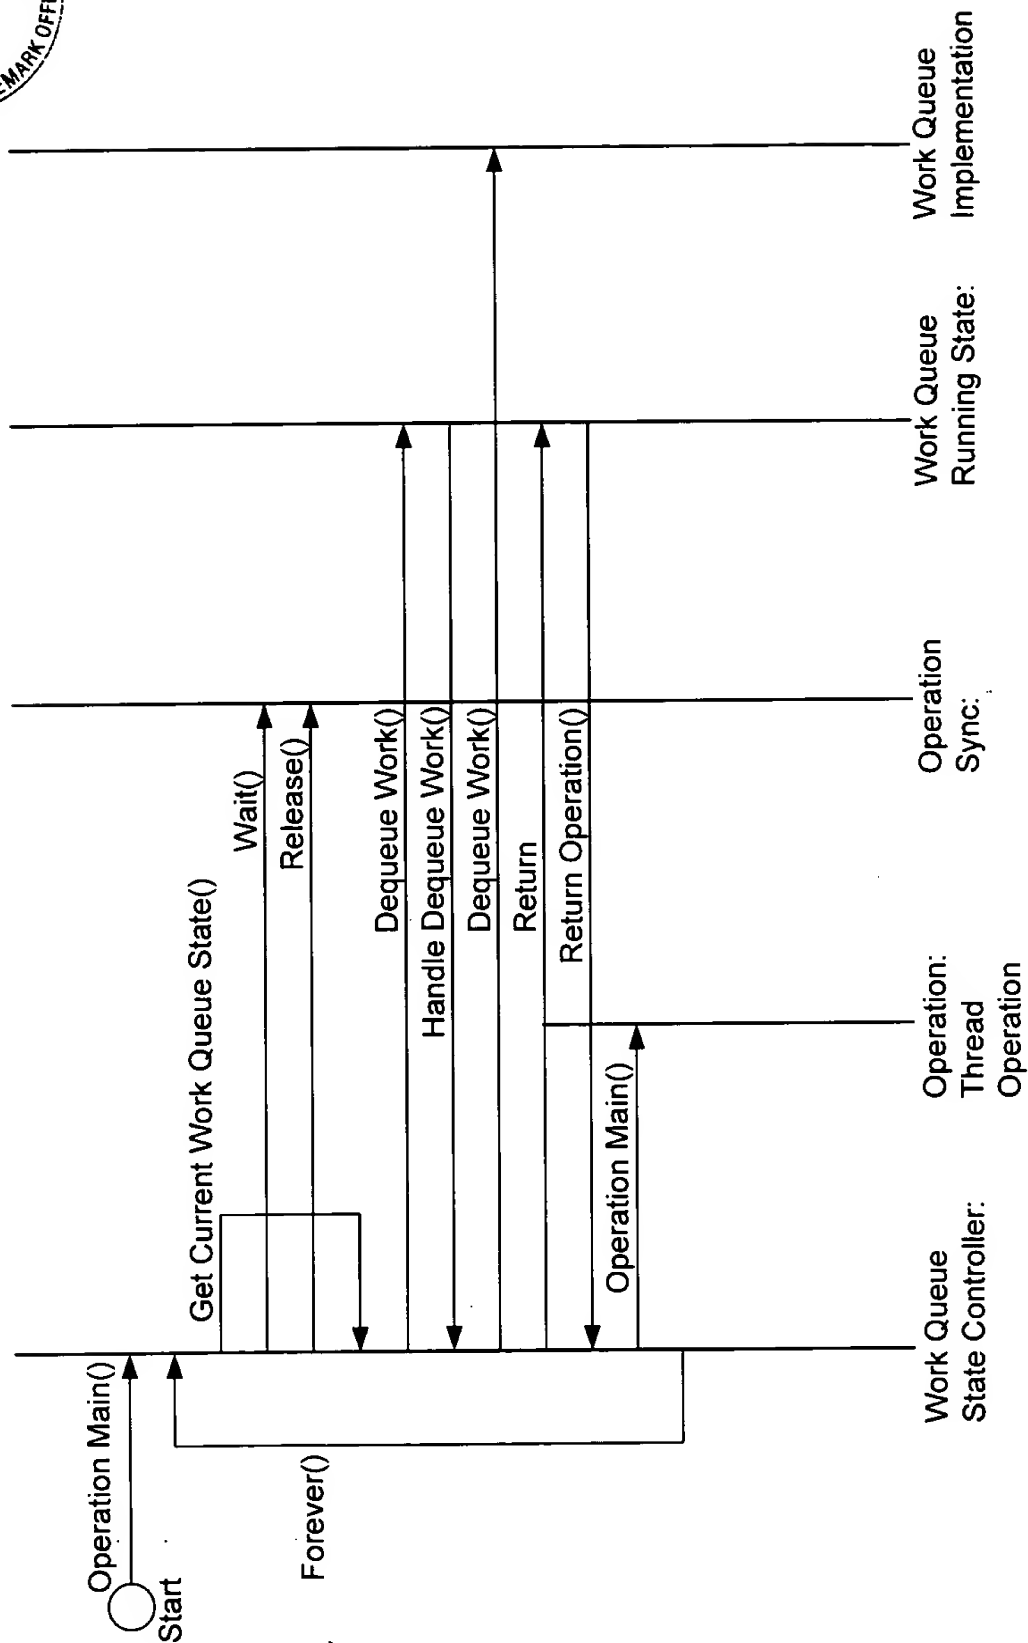 EMARK OFF
Operation Main()
Start
Forever()
Get Current Work Queue State()
Wait()
Release()
Dequeue Work()
Handle Dequeue Work()
Dequeue Work()
Return
Return Operation()
Operation Main()
Work Queue
State Controller:
Operation:
Thread
Operation
Operation
Sync:
Work Queue
Running State:
Work Queue
Implementation